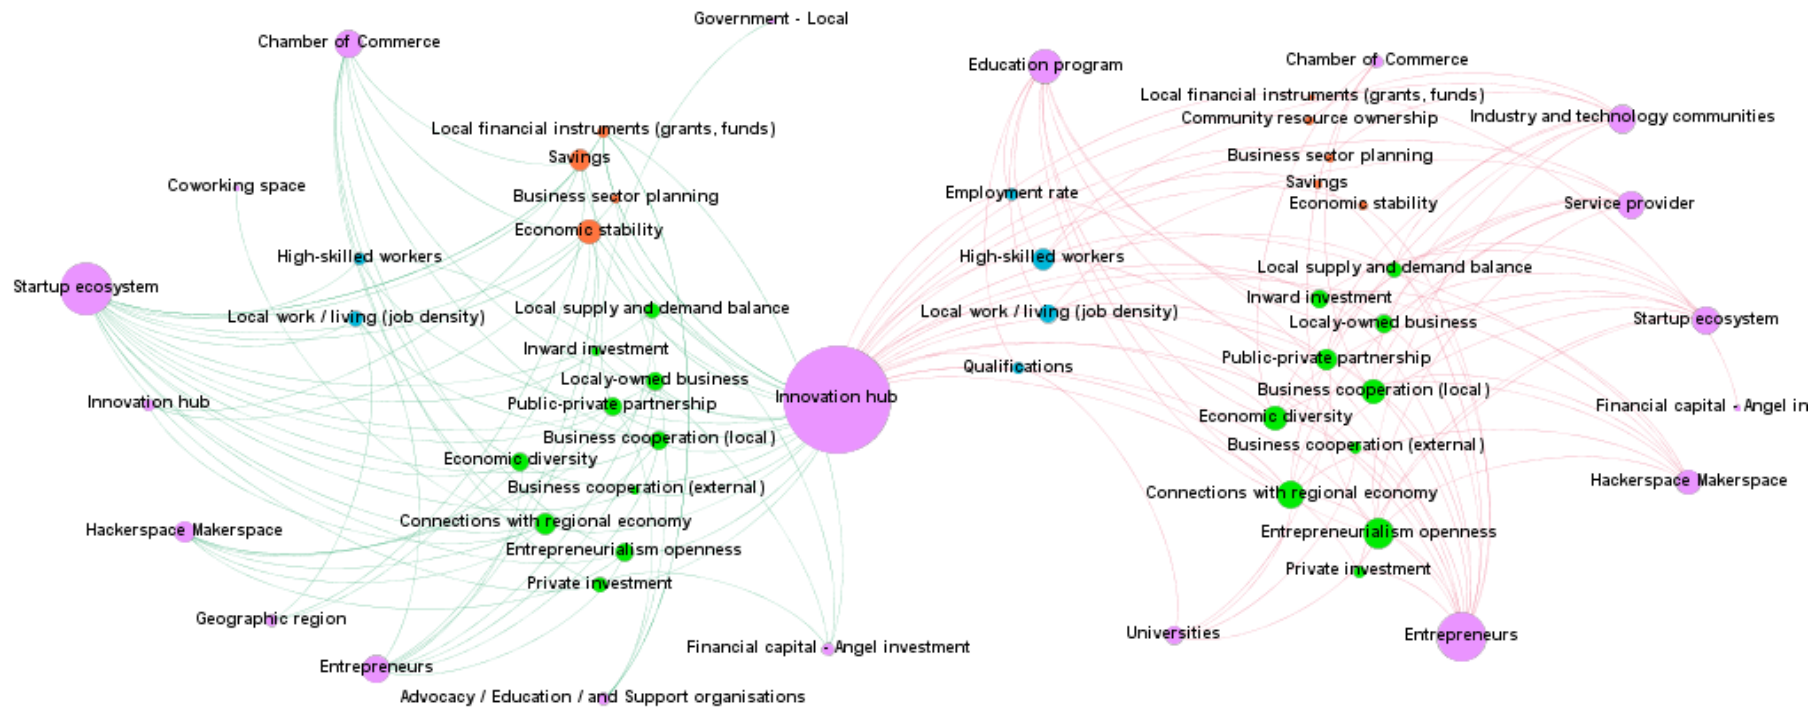 Government - Local
Chamber of Commerce
Local financial instruments (grants, funds)
Savings
Coworking space
Business sector planning
Economic stability
High-skilled workers
Startup ecosystem
Local supply and demand balance
Local work / living (job density)
Inward investment
Localy-owned business
Innovation hub
Public-private partnership
Business cooperation (local)
Economic diversity
Business cooperation (external)
Connections with regional economy
Hackerspace Makerspace
Entrepreneurialism openness
Private investment
Geographic region
Financial capital - Angel investment
Entrepreneurs
Advocacy / Education / and Support organisations
Innovation hub
Education program
Chamber of Commerce
Local financial instruments (grants, funds)
Community resource ownership
Industry and technology communities
Business sector planning
Savings
Employment rate
Economic stability
Service provider
High-skilled workers
Local supply and demand balance
Inward investment
Local work / living (job density)
Localy-owned business
Startup ecosystem
Public-private partnership
Qualifications
Business cooperation (local)
Financial capital - Angel in
Economic diversity
Business cooperation (external)
Hackerspace Makerspace
Connections with regional economy
Entrepreneurialism openness
Private investment
Universities
Entrepreneurs